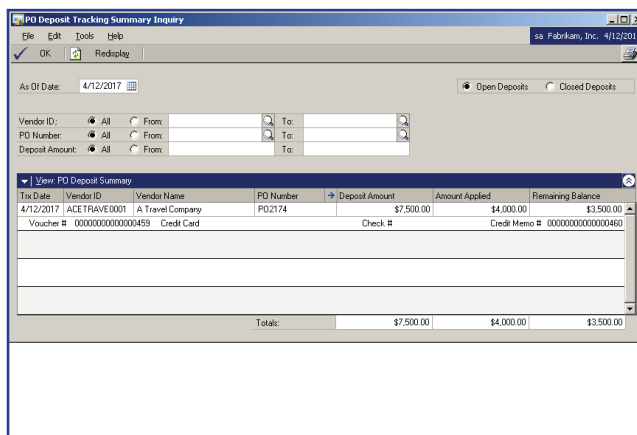 PO Deposit Tracking Summary Inquiry
File Edit Tools Help
sa Fabrikam, Inc. 4/12/201
OK Redisplay
As Of Date: 4/12/2017
Open Deposits Closed Deposits
Vendor ID: All From: To:
PO Number: All From: To:
Deposit Amount: All From: To:
View: PO Deposit Summary
Trx Date Vendor ID Vendor Name PO Number Deposit Amount Amount Applied Remaining Balance
4/12/2017 ACETRAVE0001 A Travel Company PO2174 $7,500.00 $4,000.00 $3,500.00
Voucher # 00000000000000459 Credit Card Check # Credit Memo # 00000000000000460
Totals: $7,500.00 $4,000.00 $3,500.00